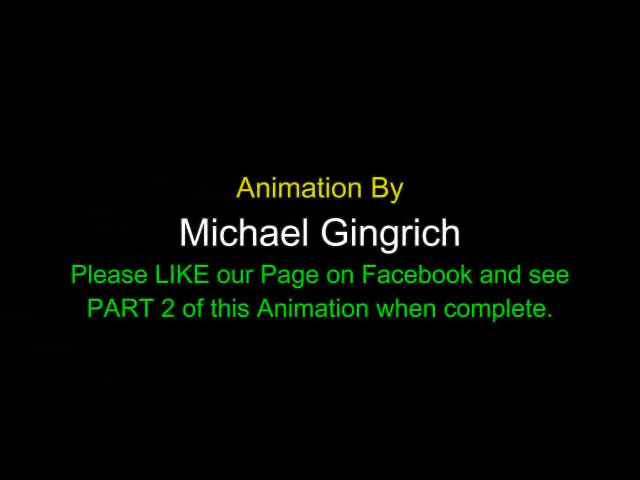 Animation By
Michael Gingrich
Please LIKE our Page on Facebook and see
PART 2 of this Animation when complete.